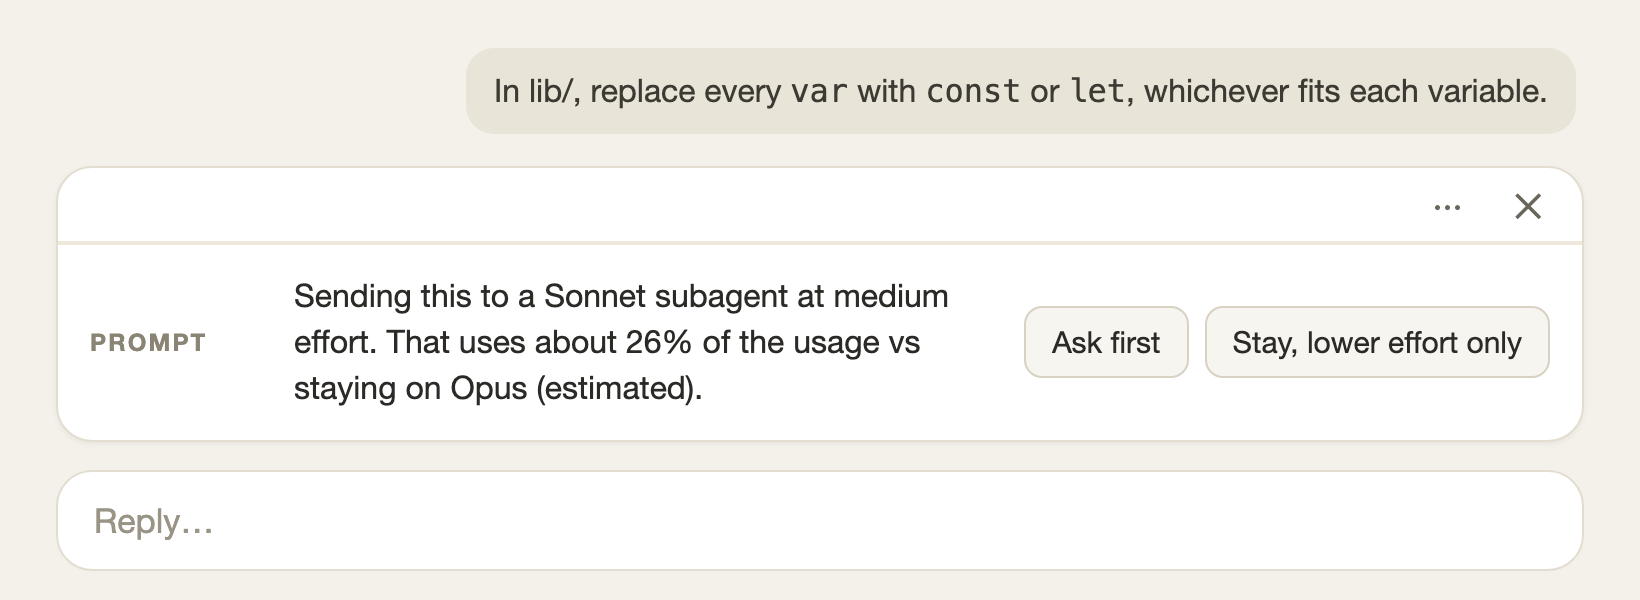 In lib/, replace every var with const or let, whichever fits each variable.
PROMPT
Sending this to a Sonnet subagent at medium
effort. That uses about 26% of the usage vs
staying on Opus (estimated).
Ask first
Stay, lower effort only
Reply…